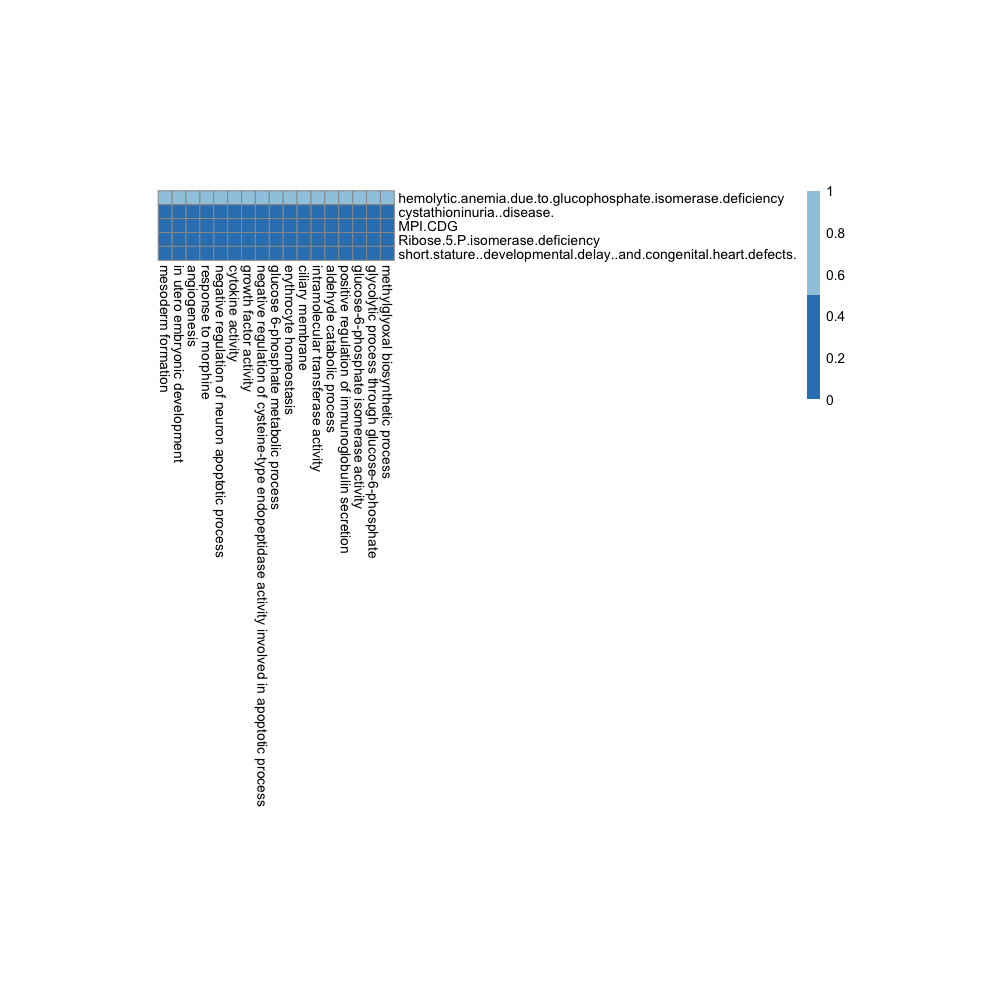 hemolytic.anemia.due.to.glucophosphate.isomerase.deficiency
cystathioninuria..disease.
MPI.CDG
Ribose.5.P.isomerase.deficiency
short.stature..developmental.delay..and.congenital.heart.defects.
1
0.8
0.6
0.4
0.2
0
mesoderm formation
in utero embryonic development
angiogenesis
response to morphine
negative regulation of neuron apoptotic process
cytokine activity
growth factor activity
negative regulation of cysteine-type endopeptidase activity involved in apoptotic process
glucose 6-phosphate metabolic process
erythrocyte homeostasis
ciliary membrane
intramolecular transferase activity
aldehyde catabolic process
positive regulation of immunoglobulin secretion
glucose-6-phosphate isomerase activity
glycolytic process through glucose-6-phosphate
methylglyoxal biosynthetic process